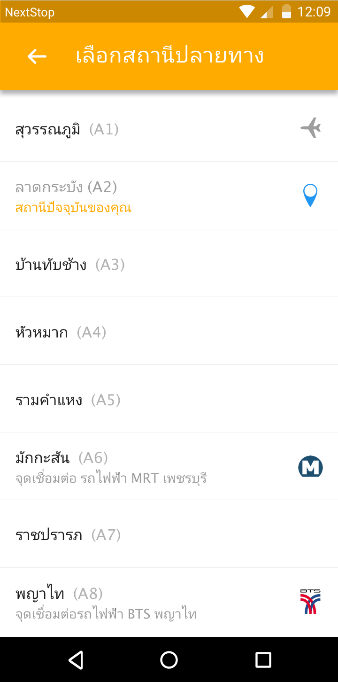 NextStop 12:09
เลือกสถานีปลายทาง
สุวรรณภูมิ (A1)
ลาดกระบัง (A2)
สถานีปัจจุบันของคุณ
บ้านทับช้าง (A3)
หัวหมาก (A4)
รามคำแหง (A5)
มักกะสัน (A6)
จุดเชื่อมต่อ รถไฟฟ้า MRT เพชรบุรี
M
ราชปรารภ (A7)
พญาไท (A8)
จุดเชื่อมต่อรถไฟฟ้า BTS พญาไท
BTS